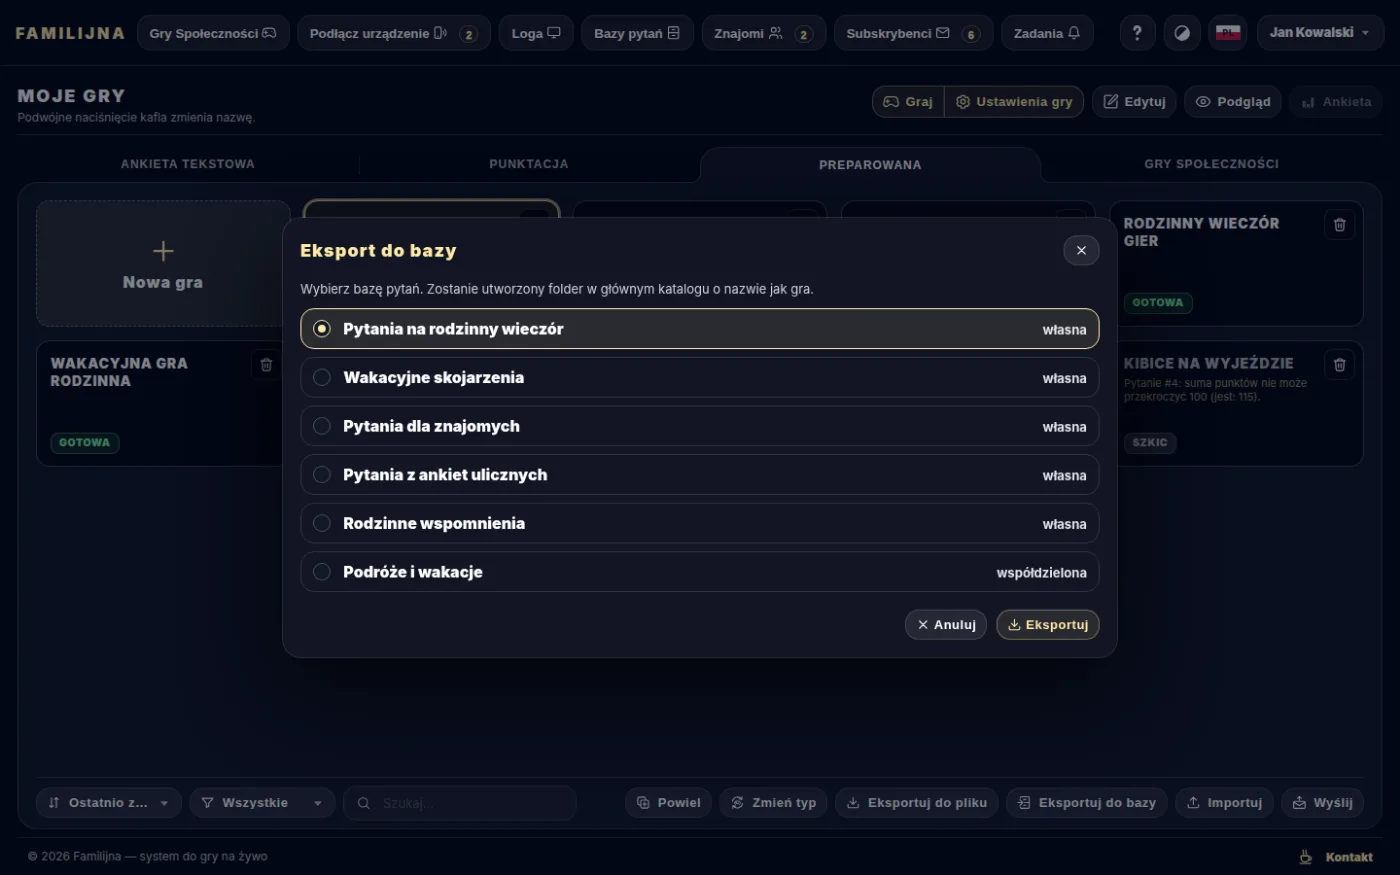 FAMILIJNA
Gry Społeczności
Podłącz urządzenie 2
Loga
Bazy pytań
Znajomi 2
Subskrybenci 6
Zadania
?
PL
Jan Kowalski
MOJE GRY
Podwójne naciśnięcie kafla zmienia nazwę.
Graj
Ustawienia gry
Edytuj
Podgląd
Ankieta
ANKIETA TEKSTOWA
PUNKTACJA
PREPAROWANA
GRY SPOŁECZNOŚCI
Nowa gra
RODZINNY WIECZÓR
GIER
GOTOWA
WAKACYJNA GRA
RODZINNA
GOTOWA
KIBICE NA WYJEŹDZIE
Pytanie #4: suma punktów nie może
przekroczyć 100 (jest: 115).
SZKIC
Eksport do bazy
Wybierz bazę pytań. Zostanie utworzony folder w głównym katalogu o nazwie jak gra.
Pytania na rodzinny wieczór własna
Wakacyjne skojarzenia własna
Pytania dla znajomych własna
Pytania z ankiet ulicznych własna
Rodzinne wspomnienia własna
Podróże i wakacje współdzielona
Anuluj
Eksportuj
Ostatnio z...
Wszystkie
Szukaj...
Powiel
Zmień typ
Eksportuj do pliku
Eksportuj do bazy
Importuj
Wyślij
© 2026 Familijna — system do gry na żywo
Kontakt